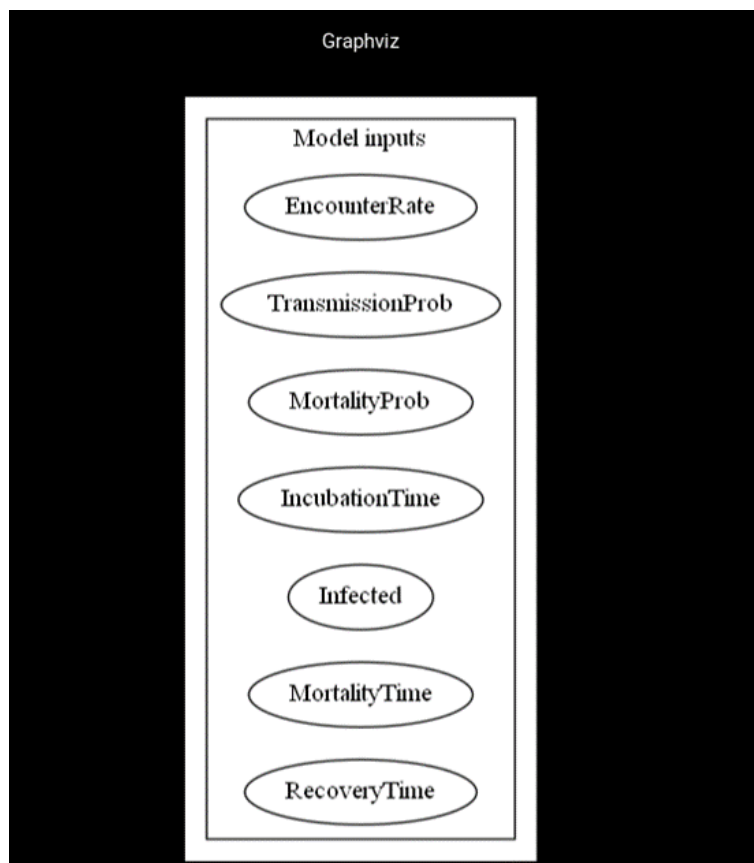 Graphviz
Model inputs
EncounterRate
TransmissionProb
MortalityProb
IncubationTime
Infected
MortalityTime
RecoveryTime